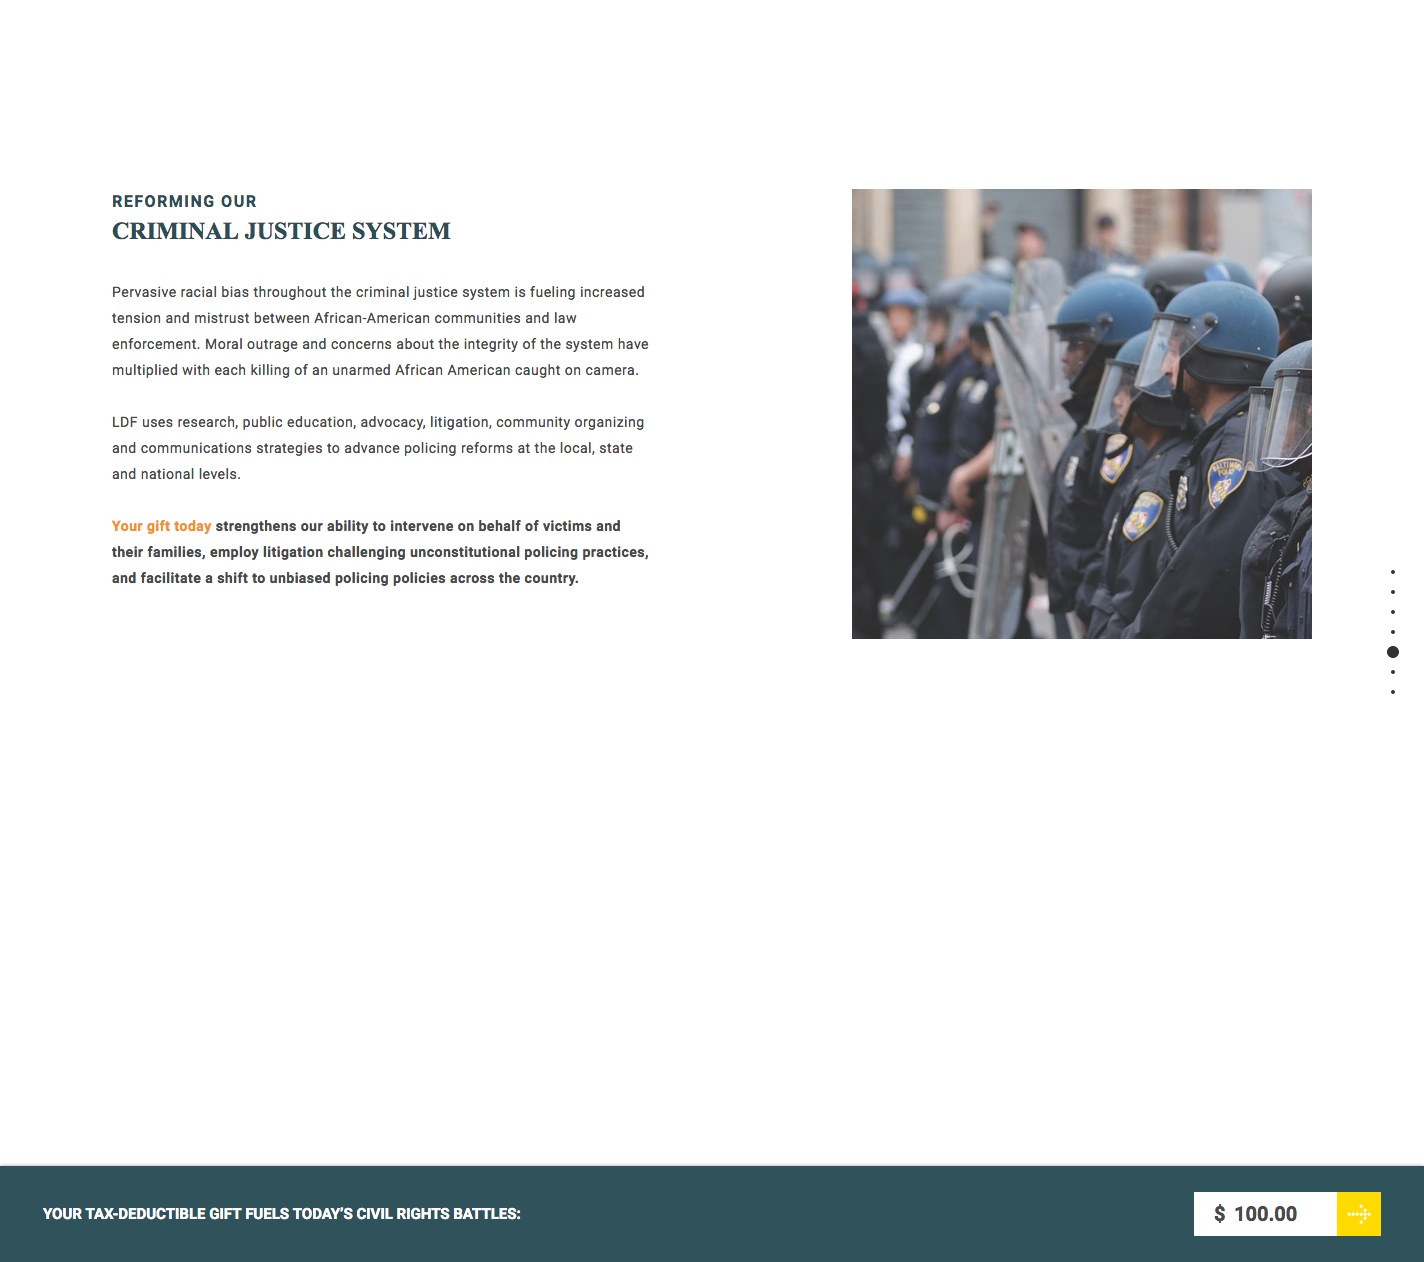 REFORMING OUR
CRIMINAL JUSTICE SYSTEM
Pervasive racial bias throughout the criminal justice system is fueling increased
tension and mistrust between African-American communities and law
enforcement. Moral outrage and concerns about the integrity of the system have
multiplied with each killing of an unarmed African American caught on camera.
LDF uses research, public education, advocacy, litigation, community organizing
and communications strategies to advance policing reforms at the local, state
and national levels.
Your gift today strengthens our ability to intervene on behalf of victims and
their families, employ litigation challenging unconstitutional policing practices,
and facilitate a shift to unbiased policing policies across the country.
BALTIMORE
POLICE
YOUR TAX-DEDUCTIBLE GIFT FUELS TODAY'S CIVIL RIGHTS BATTLES:
$ 100.00